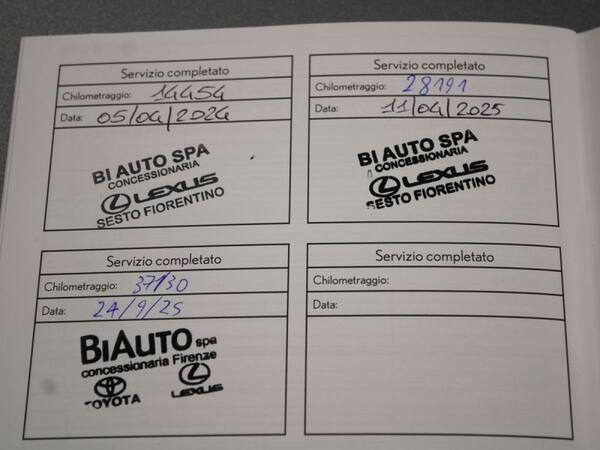 Servizio completato
Chilometraggio: 14454
Data: 05/04/2024
BI AUTO SPA
CONCESSIONARIA
LEXUS
SESTO FIORENTINO
Servizio completato
Chilometraggio: 28191
Data: 11/04/2025
BI AUTO SPA
CONCESSIONARIA
LEXUS
SESTO FIORENTINO
Servizio completato
Chilometraggio: 37130
Data: 24/9/25
BIAUTO spa
concessionaria Firenze
TOYOTA LEXUS
Servizio completato
Chilometraggio:
Data: